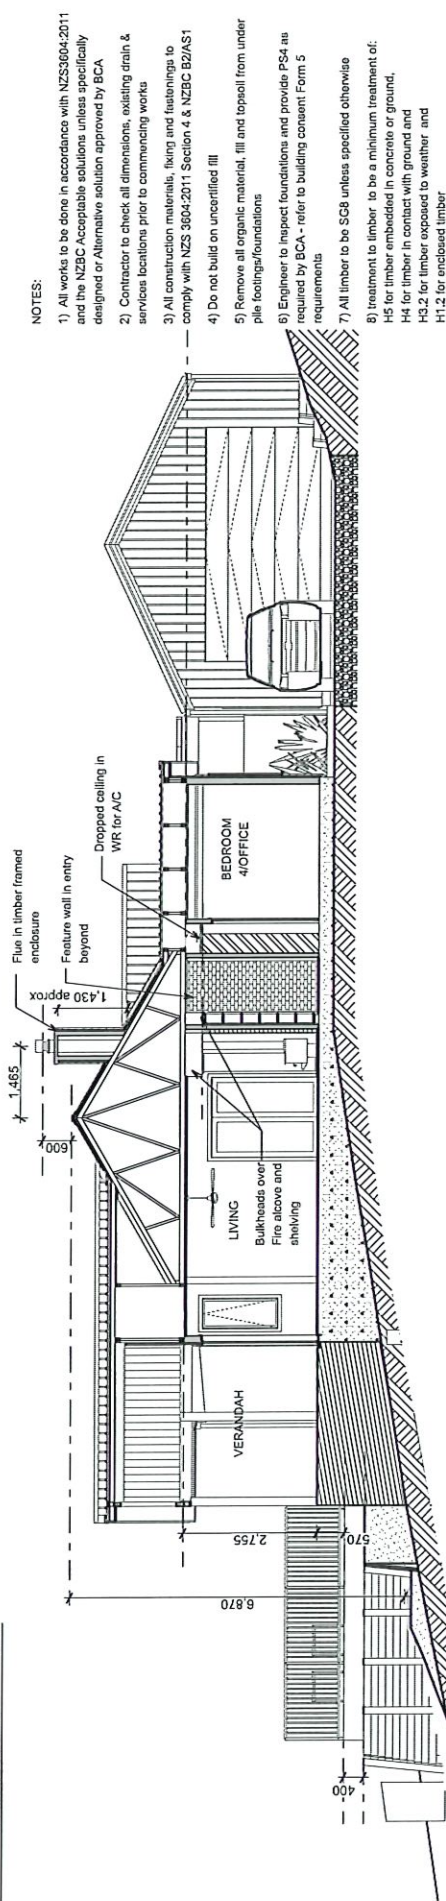 NOTES:
1) All works to be done in accordance with NZS3604:2011
and the NZBC Acceptable solutions unless specifically
designed or Alternative solution approved by BCA
2) Contractor to check all dimensions, existing drain &
services locations prior to commencing works
3) All construction materials, fixing and fastenings to
comply with NZS 3604:2011 Section 4 & NZBC B2/AS1
4) Do not build on uncertified fill
5) Remove all organic material, fill and topsoil from under
pile footings/foundations
6) Engineer to inspect foundations and provide PS4 as
required by BCA - refer to building consent Form 5
requirements
7) All timber to be SG8 unless specified otherwise
8) treatment to timber to be a minimum treatment of:
H5 for timber embedded in concrete or ground,
H4 for timber in contact with ground and
H3.2 for timber exposed to weather and
H1.2 for enclosed timber
Flue in timber framed
enclosure
Feature wall in entry
beyond
Dropped ceiling in
WR for A/C
1,430 approx
1,465
600
BEDROOM
4/OFFICE
LIVING
Bulkheads over
Fire alcove and
shelving
VERANDAH
2,755
570
6,870
400